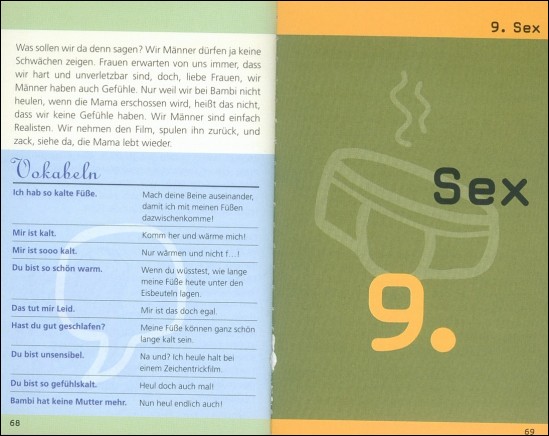 Was sollen wir da denn sagen? Wir Männer dürfen ja keine
Schwächen zeigen. Frauen erwarten von uns immer, dass
wir hart und unverletzbar sind, doch, liebe Frauen, wir
Männer haben auch Gefühle. Nur weil wir bei Bambi nicht
heulen, wenn die Mama erschossen wird, heißt das nicht,
dass wir keine Gefühle haben. Wir Männer sind einfach
Realisten. Wir nehmen den Film, spulen ihn zurück, und
zack, siehe da, die Mama lebt wieder.
Vokabeln
Ich hab so kalte Füße. Mach deine Beine auseinander,
damit ich mit meinen Füßen
dazwischenkomme!
Mir ist kalt. Komm her und wärme mich!
Mir ist sooo kalt. Nur wärmen und nicht f...!
Du bist so schön warm. Wenn du wüsstest, wie lange
meine Füße heute unter den
Eisbeuteln lagen.
Das tut mir Leid. Mir ist das doch egal.
Hast du gut geschlafen? Meine Füße können ganz schön
lange kalt sein.
Du bist unsensibel. Na und? Ich heule halt bei
einem Zeichentrickfilm.
Du bist so gefühlskalt. Heul doch auch mal!
Bambi hat keine Mutter mehr. Nun heul endlich auch!
68
9. Sex
Sex
9.
69